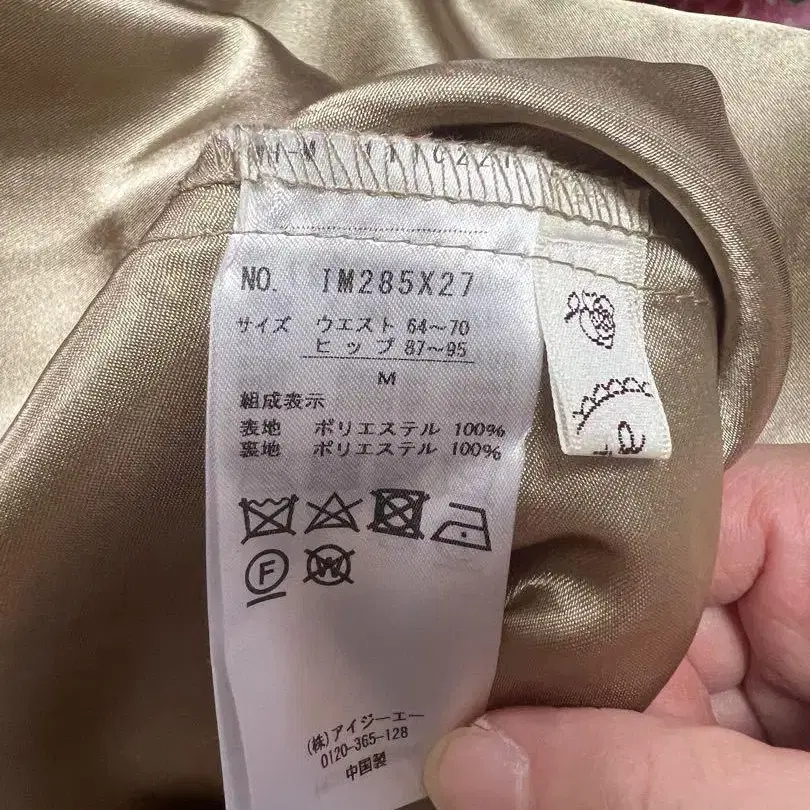 NO. IM285X27
サイズ ウエスト 64～70
ヒップ 87～95
M
組成表示
表地 ポリエステル 100%
裏地 ポリエステル 100%
F
W
(株)アイジーエー
0120-365-128
中国製